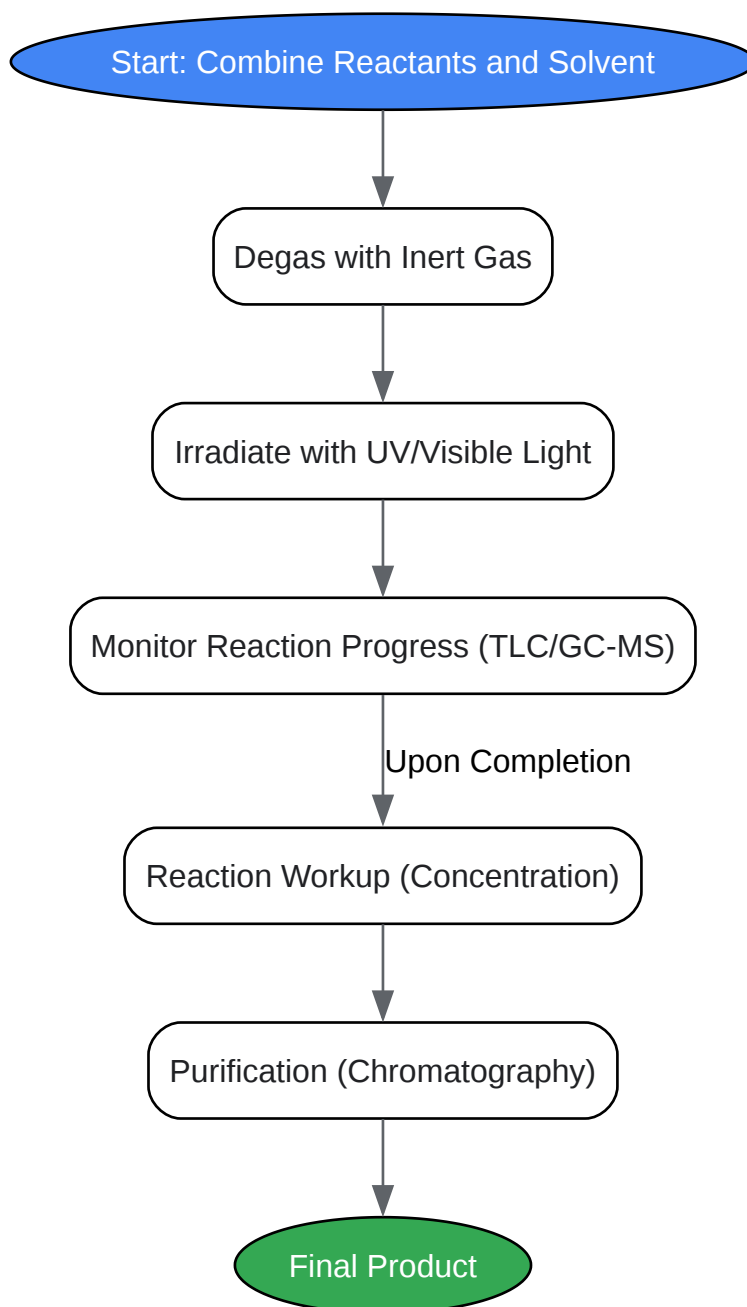 Start: Combine Reactants and Solvent
Degas with Inert Gas
Irradiate with UV/Visible Light
Monitor Reaction Progress (TLC/GC-MS)
Upon Completion
Reaction Workup (Concentration)
Purification (Chromatography)
Final Product